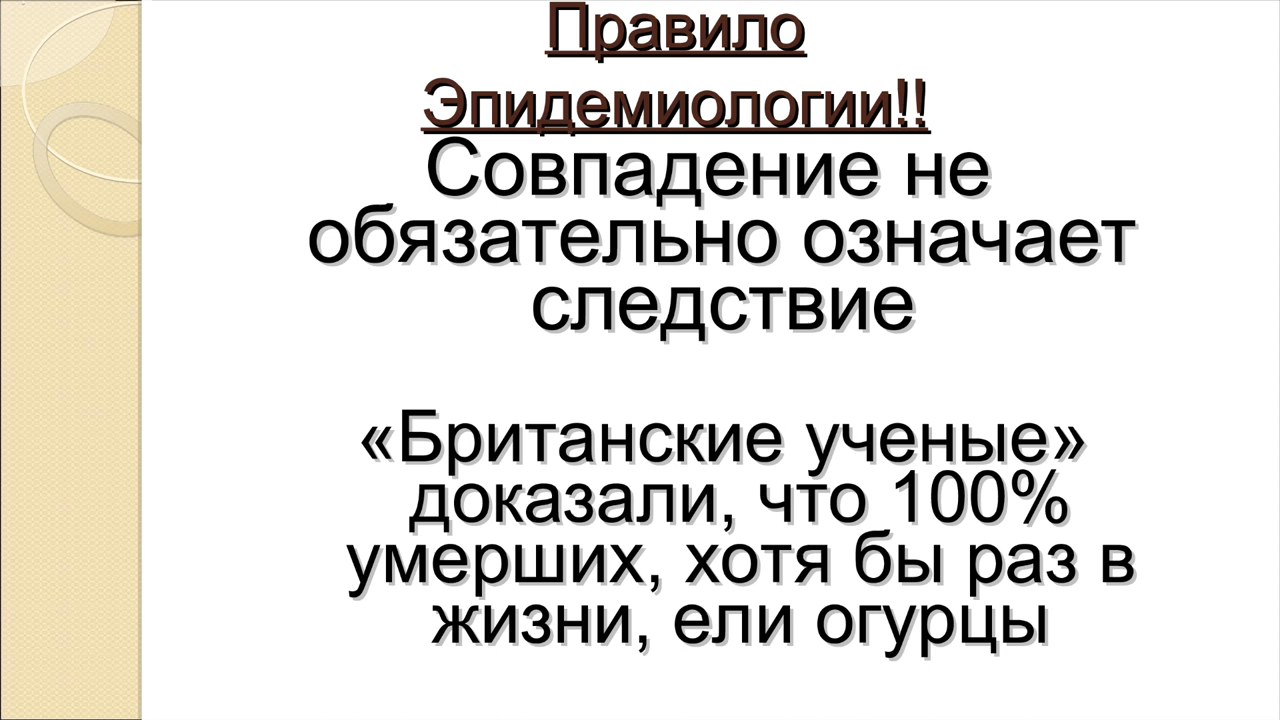 Правило
Эпидемиологии!!
Совпадение не
обязательно означает
следствие
«Британские ученые»
доказали, что 100%
умерших, хотя бы раз в
жизни, ели огурцы